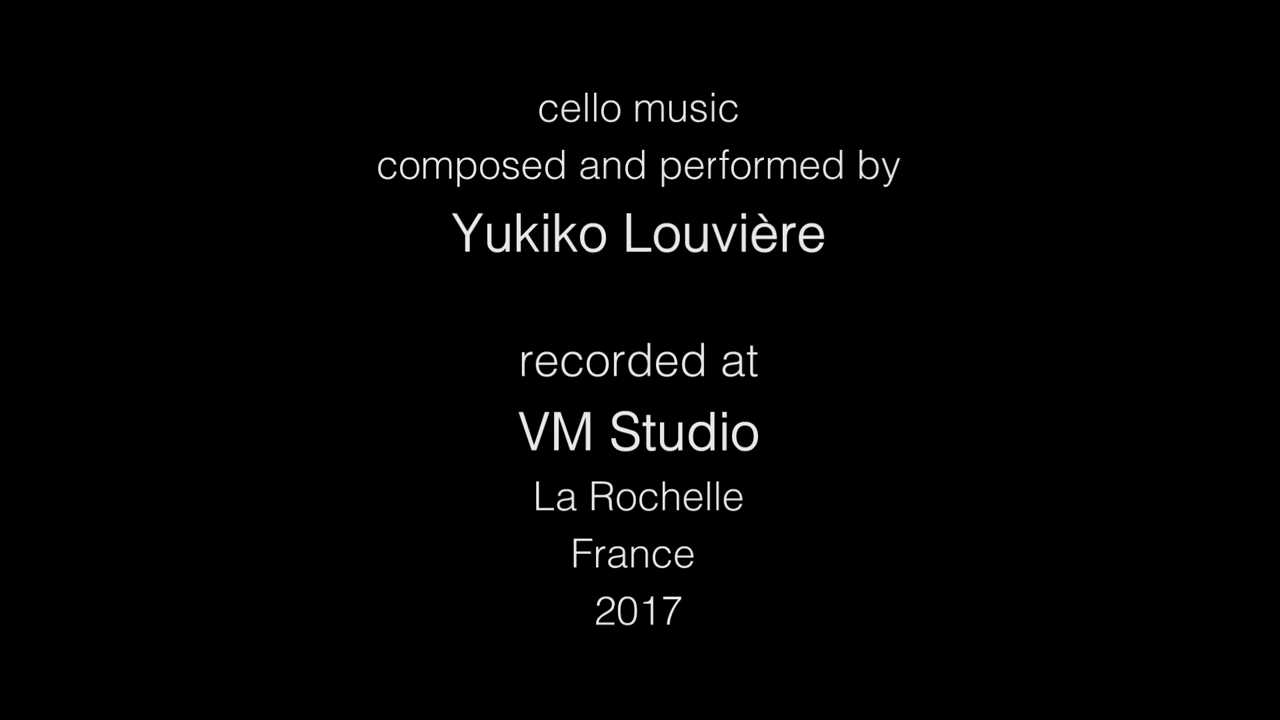 cello music
composed and performed by
Yukiko Louvière
recorded at
VM Studio
La Rochelle
France
2017